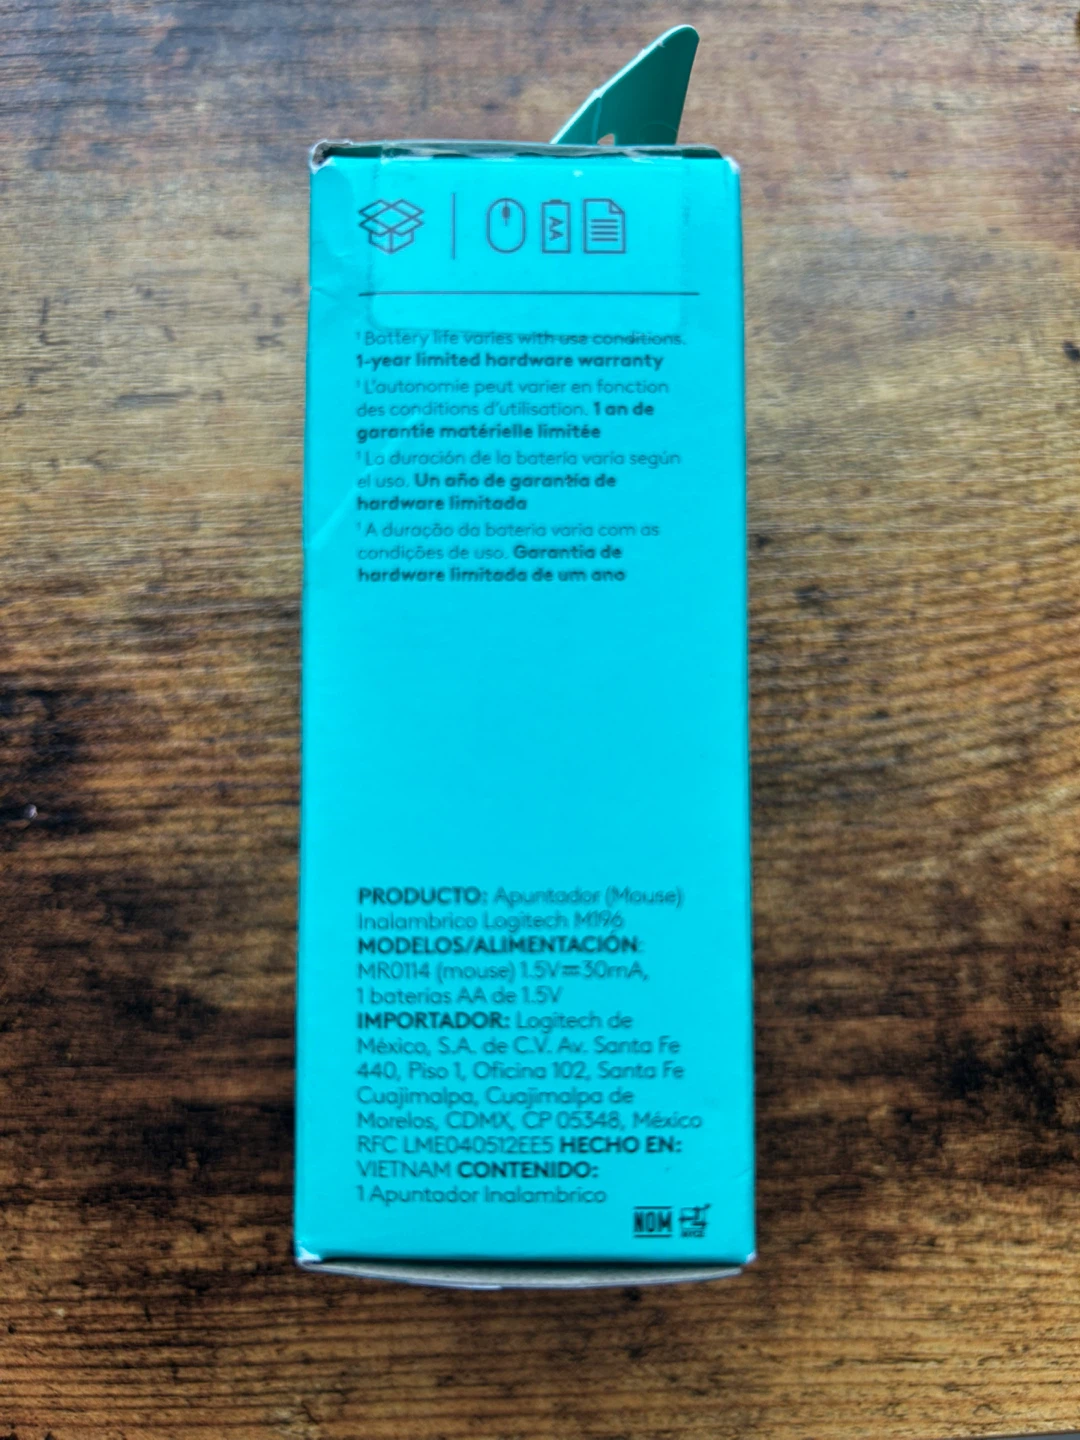 AA
¹ Battery life varies with use conditions.
1-year limited hardware warranty
¹ L'autonomie peut varier en fonction
des conditions d'utilisation. 1 an de
garantie matérielle limitée
¹ La duración de la batería varía según
el uso. Un año de garantía de
hardware limitada
¹ A duração da bateria varia com as
condições de uso. Garantia de
hardware limitada de um ano
PRODUCTO: Apuntador (Mouse)
Inalambrico Logitech M196
MODELOS/ALIMENTACIÓN:
MR0114 (mouse) 1.5V⎓30mA,
1 baterias AA de 1.5V
IMPORTADOR: Logitech de
México, S.A. de C.V. Av. Santa Fe
440, Piso 1, Oficina 102, Santa Fe
Cuajimalpa, Cuajimalpa de
Morelos, CDMX, CP 05348, México
RFC LME040512EE5 HECHO EN:
VIETNAM CONTENIDO:
1 Apuntador Inalambrico
NOM